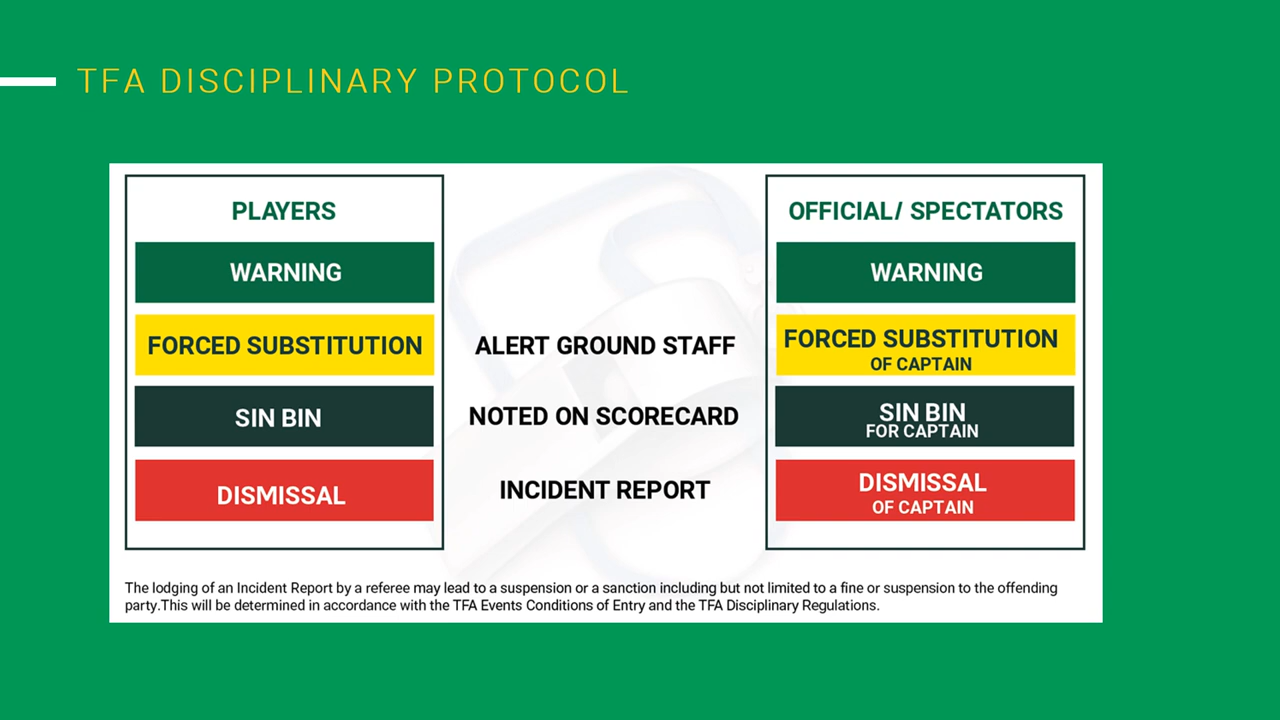 TFA DISCIPLINARY PROTOCOL
PLAYERS
WARNING
FORCED SUBSTITUTION
SIN BIN
DISMISSAL
ALERT GROUND STAFF
NOTED ON SCORECARD
INCIDENT REPORT
OFFICIAL/ SPECTATORS
WARNING
FORCED SUBSTITUTION
OF CAPTAIN
SIN BIN
FOR CAPTAIN
DISMISSAL
OF CAPTAIN
The lodging of an Incident Report by a referee may lead to a suspension or a sanction including but not limited to a fine or suspension to the offending
party.This will be determined in accordance with the TFA Events Conditions of Entry and the TFA Disciplinary Regulations.